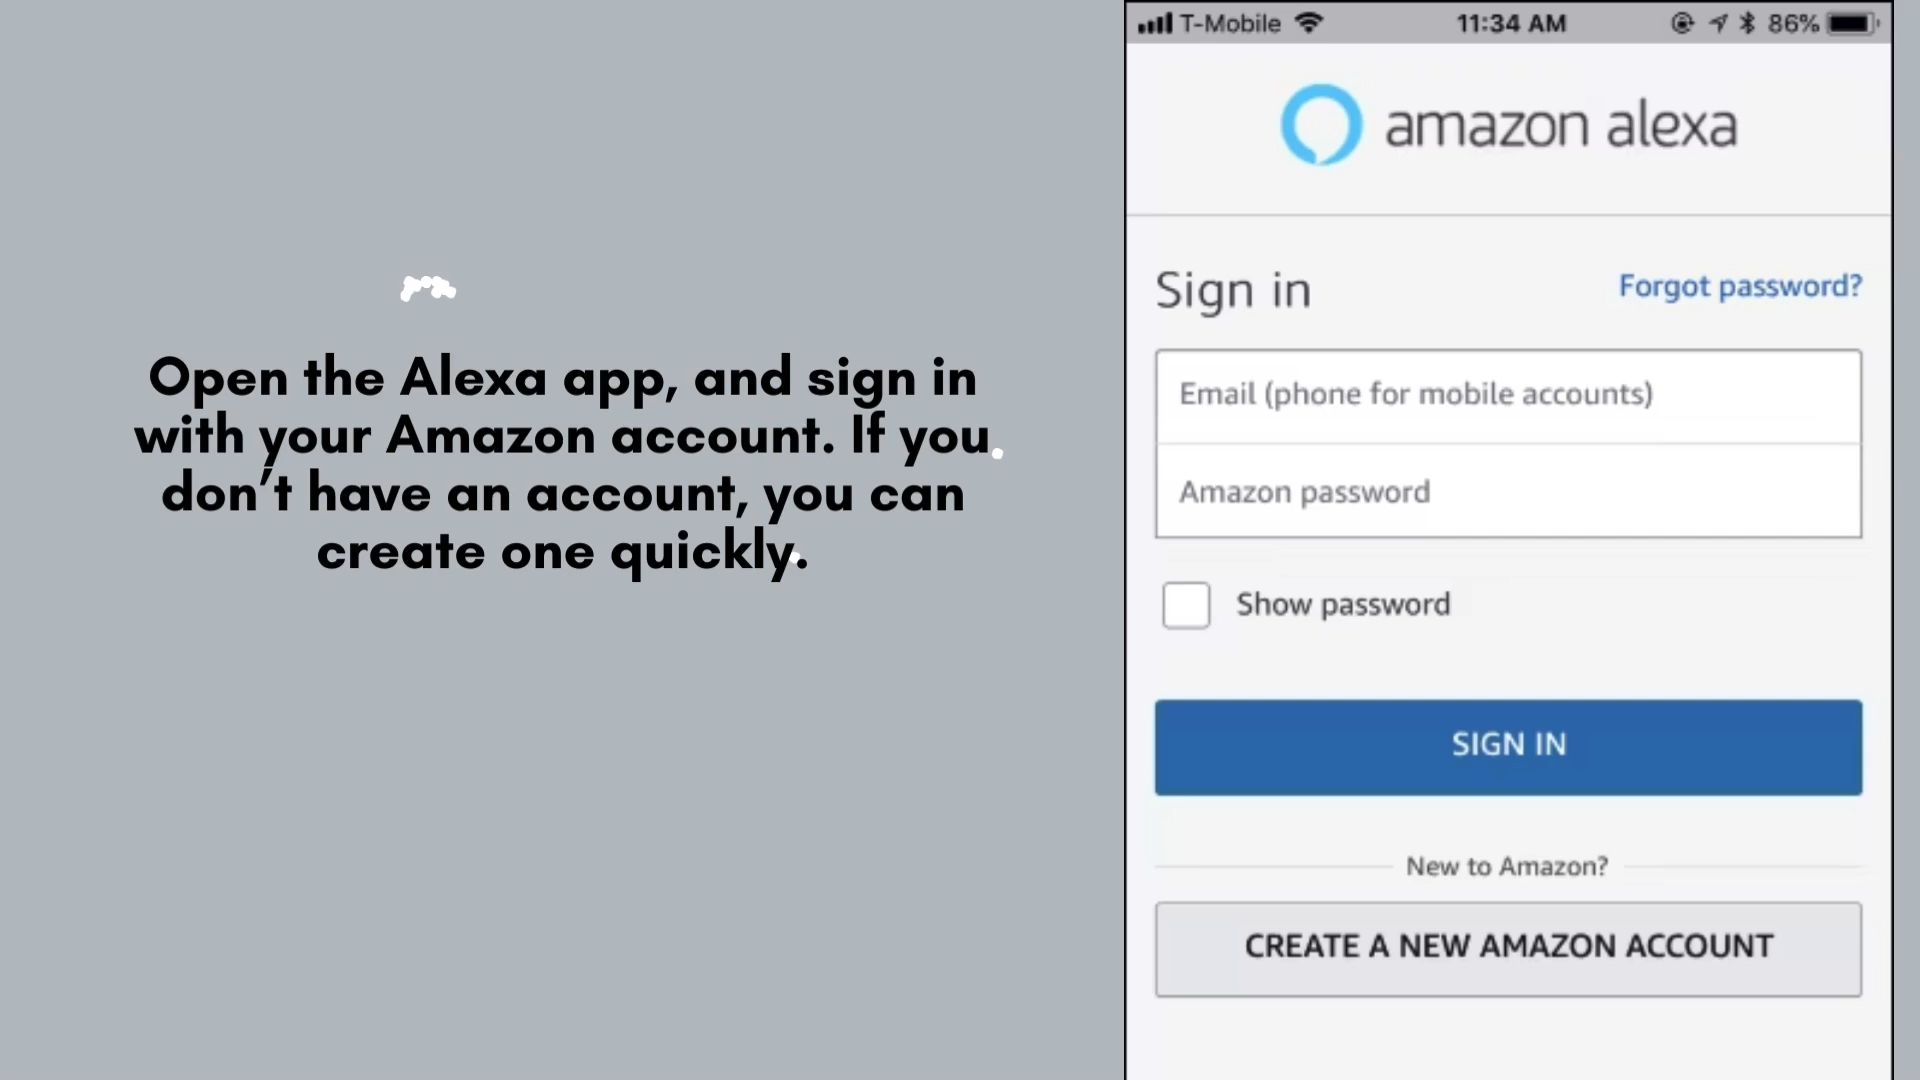 Open the Alexa app, and sign in
with your Amazon account. If you
don’t have an account, you can
create one quickly.
T-Mobile 11:34 AM 86%
amazon alexa
Sign in Forgot password?
Email (phone for mobile accounts)
Amazon password
Show password
SIGN IN
New to Amazon?
CREATE A NEW AMAZON ACCOUNT